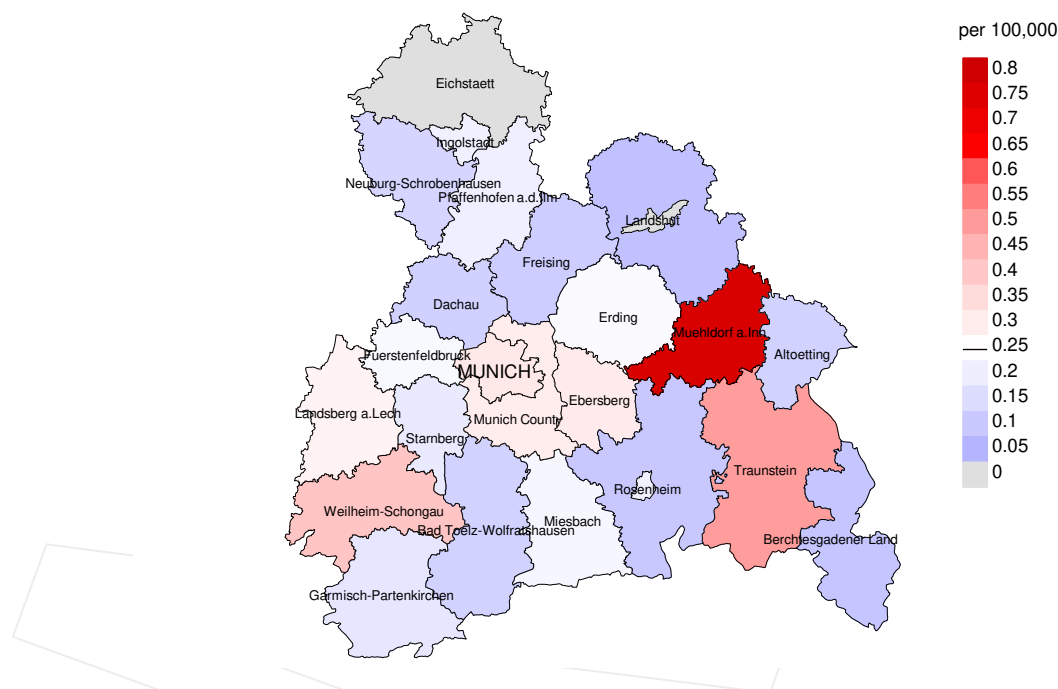 per 100,000
0.8
0.75
0.7
0.65
0.6
0.55
0.5
0.45
0.4
0.35
0.3
0.25
0.2
0.15
0.1
0.05
0
Eichstaett
Ingolstadt
Neuburg-Schrobenhausen
Pfaffenhofen a.d.Ilm
Landshut
Freising
Dachau
Erding
Muehldorf a.Inn
Fuerstenfeldbruck
Altoetting
MUNICH
Ebersberg
Landsberg a.Lech
Munich County
Starnberg
Traunstein
Rosenheim
Weilheim-Schongau
Miesbach
Bad Toelz-Wolfratshausen
Berchtesgadener Land
Garmisch-Partenkirchen